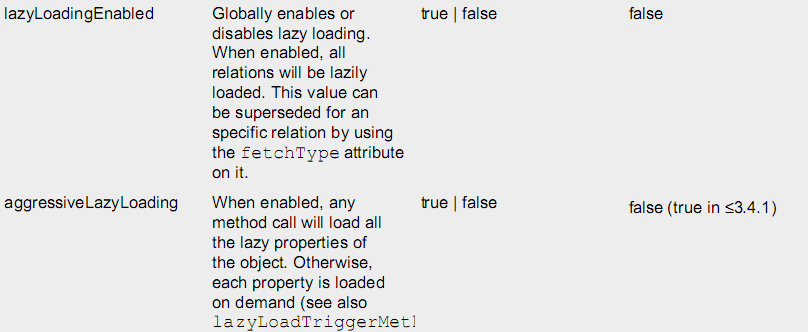 lazyLoadingEnabled
Globally enables or
disables lazy loading.
When enabled, all
relations will be lazily
loaded. This value can
be superseded for an
specific relation by using
the fetchType attribute
on it.
true | false
false
aggressiveLazyLoading
When enabled, any
method call will load all
the lazy properties of
the object. Otherwise,
each property is loaded
on demand (see also
true | false
false (true in ≤3.4.1)